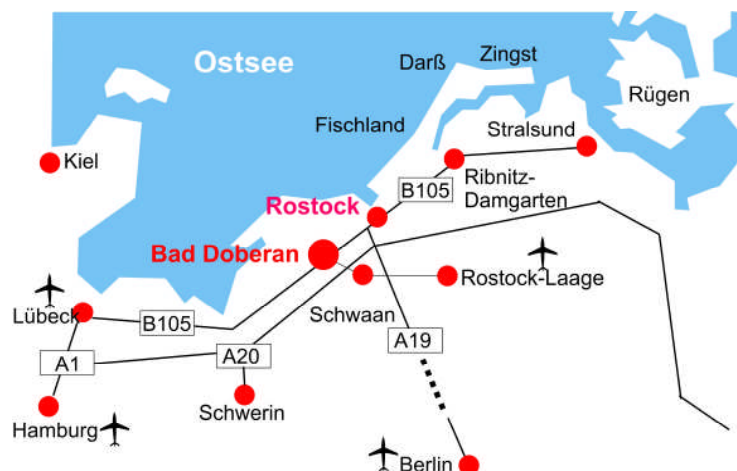 Ostsee
Darß
Zingst
Rügen
Fischland
Stralsund
Kiel
Ribnitz-
Damgarten
B105
Rostock
Bad Doberan
Rostock-Laage
Schwaan
Lübeck
B105
A19
A20
A1
Schwerin
Hamburg
Berlin